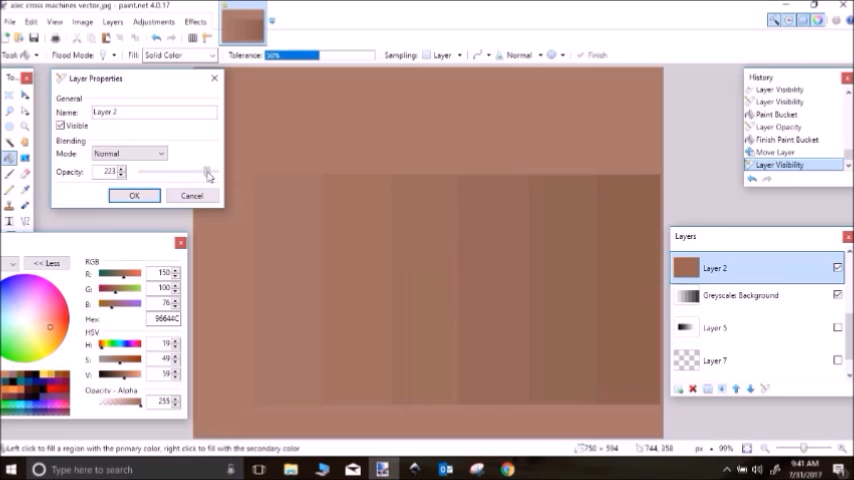 alec cross machines vector.jpg - paint.net 4.0.17
File Edit View Image Layers Adjustments Effects
Tool: Flood Mode: Fill: Solid Color Tolerance: 50% Sampling: Layer Normal Finish
To...
Layer Properties
General
Name: Layer 2
Visible
Blending
Mode: Normal
Opacity: 223
OK Cancel
History
Layer Visibility
Layer Visibility
Paint Bucket
Layer Opacity
Finish Paint Bucket
Move Layer
Layer Visibility
<< Less
RGB
R: 150
G: 100
B: 76
Hex: 96644C
HSV
H: 19
S: 49
V: 59
Opacity - Alpha
255
Layers
Layer 2
Greyscale: Background
Layer 5
Layer 7
Left click to fill a region with the primary color, right click to fill with the secondary color
750 × 594 744, 358 px 99%
Type here to search
9:41 AM
7/31/2017